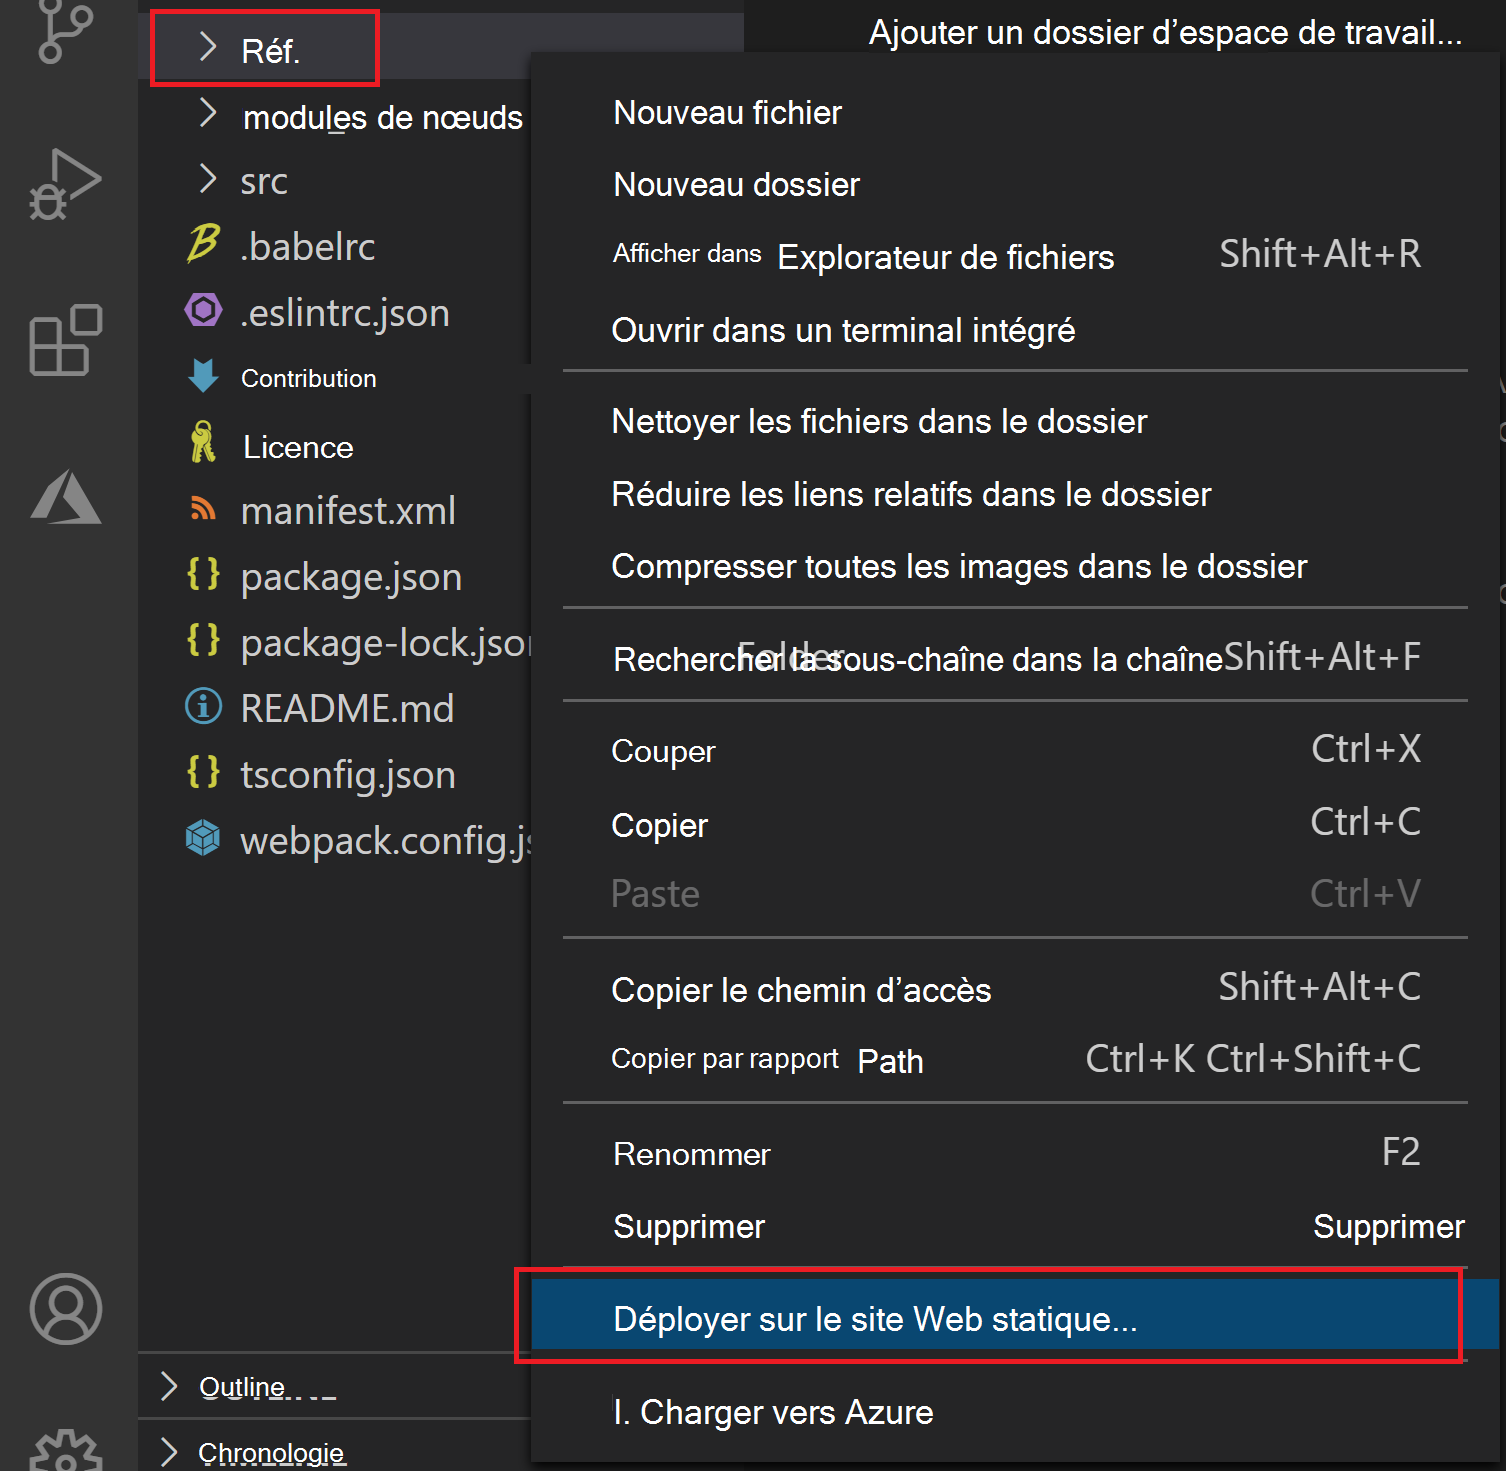 Réf.
modules de nœuds
src
.babelrc
.eslintrc.json
Contribution
Licence
manifest.xml
package.json
package-lock.json
README.md
tsconfig.json
webpack.config.js
Outline
Chronologie
Ajouter un dossier d’espace de travail...
Nouveau fichier
Nouveau dossier
Afficher dans Explorateur de fichiers Shift+Alt+R
Ouvrir dans un terminal intégré
Nettoyer les fichiers dans le dossier
Réduire les liens relatifs dans le dossier
Compresser toutes les images dans le dossier
Rechercher la sous-chaîne dans la chaîne Shift+Alt+F
Couper Ctrl+X
Copier Ctrl+C
Paste Ctrl+V
Copier le chemin d’accès Shift+Alt+C
Copier par rapport Path Ctrl+K Ctrl+Shift+C
Renommer F2
Supprimer Supprimer
Déployer sur le site Web statique...
I. Charger vers Azure